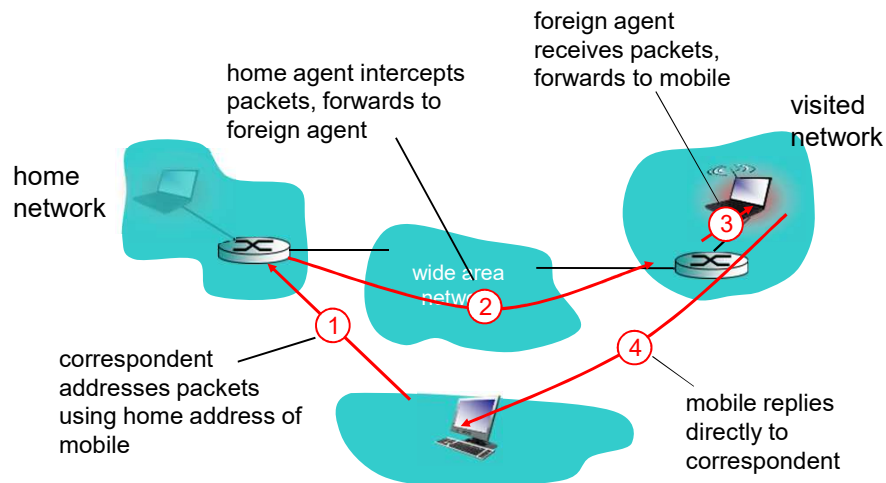 foreign agent
receives packets,
forwards to mobile
home agent intercepts
packets, forwards to
foreign agent
visited
network
home
network
3
wide area
network
2
1
4
correspondent
addresses packets
using home address of
mobile
mobile replies
directly to
correspondent